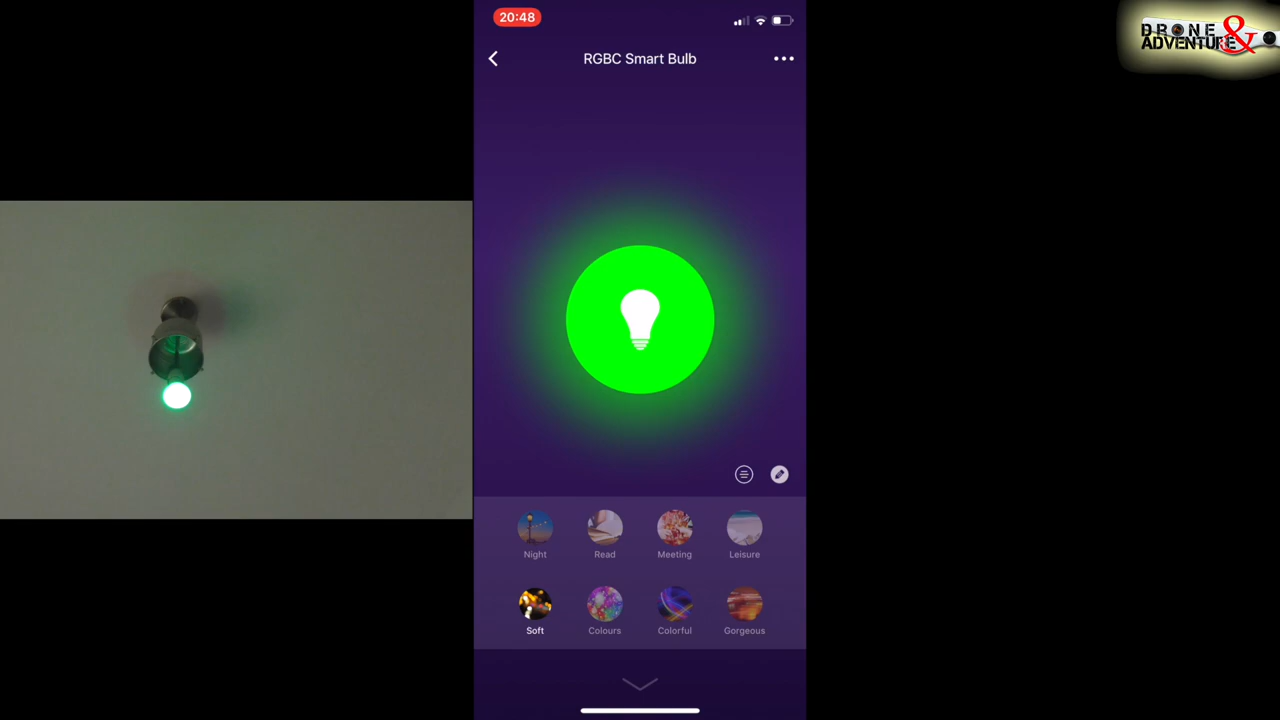 20:48
DRONE &
ADVENTURE
RGBC Smart Bulb
Night Read Meeting Leisure
Soft Colours Colorful Gorgeous